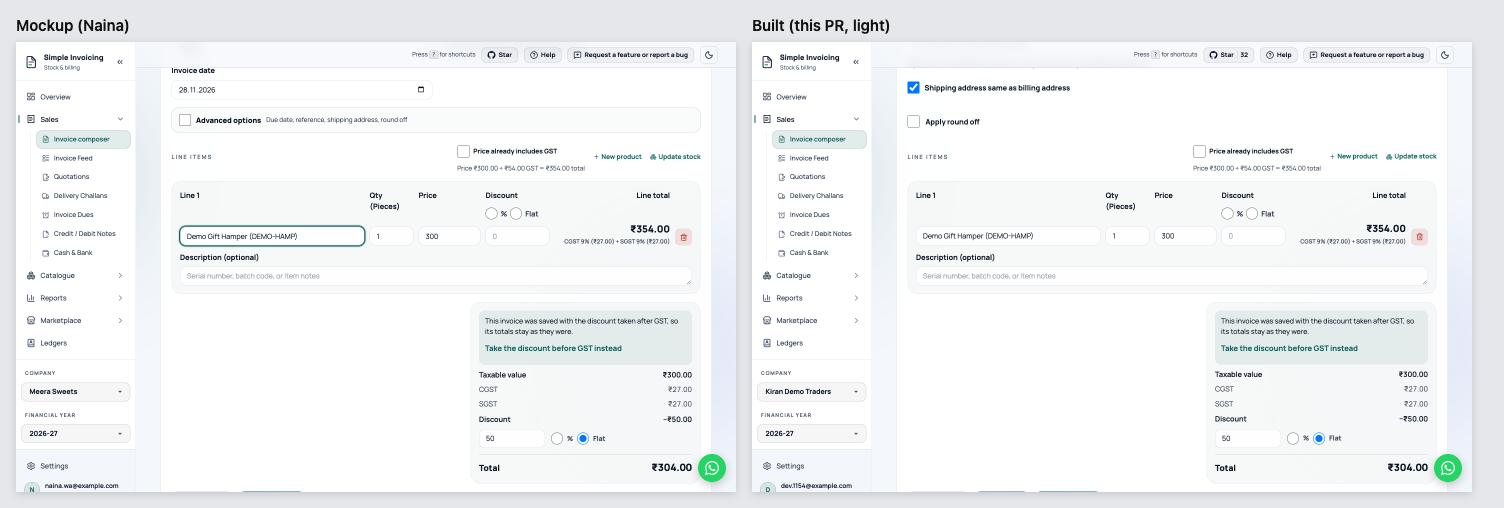 Mockup (Naina)
Simple Invoicing
Stock & billing
Press ? for shortcuts
Star
Help
Request a feature or report a bug
Overview
Sales
Invoice composer
Invoice Feed
Quotations
Delivery Challans
Invoice Dues
Credit / Debit Notes
Cash & Bank
Catalogue
Reports
Marketplace
Ledgers
COMPANY
Meera Sweets
FINANCIAL YEAR
2026-27
Settings
N
naina.wa@example.com
Invoice date
28.11.2026
Advanced options Due date, reference, shipping address, round off
LINE ITEMS
Price already includes GST
Price ₹300.00 + ₹54.00 GST = ₹354.00 total
+ New product
Update stock
Line 1
Qty
(Pieces)
Price
Discount
Line total
% Flat
Demo Gift Hamper (DEMO-HAMP)
1
300
0
₹354.00
CGST 9% (₹27.00) + SGST 9% (₹27.00)
Description (optional)
Serial number, batch code, or item notes
This invoice was saved with the discount taken after GST, so
its totals stay as they were.
Take the discount before GST instead
Taxable value ₹300.00
CGST ₹27.00
SGST ₹27.00
Discount −₹50.00
50 % Flat
Total ₹304.00
Built (this PR, light)
Simple Invoicing
Stock & billing
Press ? for shortcuts
Star 32
Help
Request a feature or report a bug
Overview
Sales
Invoice composer
Invoice Feed
Quotations
Delivery Challans
Invoice Dues
Credit / Debit Notes
Cash & Bank
Catalogue
Reports
Marketplace
Ledgers
COMPANY
Kiran Demo Traders
FINANCIAL YEAR
2026-27
Settings
D
dev.1154@example.com
Shipping address same as billing address
Apply round off
LINE ITEMS
Price already includes GST
Price ₹300.00 + ₹54.00 GST = ₹354.00 total
+ New product
Update stock
Line 1
Qty
(Pieces)
Price
Discount
Line total
% Flat
Demo Gift Hamper (DEMO-HAMP)
1
300
0
₹354.00
CGST 9% (₹27.00) + SGST 9% (₹27.00)
Description (optional)
Serial number, batch code, or item notes
This invoice was saved with the discount taken after GST, so
its totals stay as they were.
Take the discount before GST instead
Taxable value ₹300.00
CGST ₹27.00
SGST ₹27.00
Discount −₹50.00
50 % Flat
Total ₹304.00